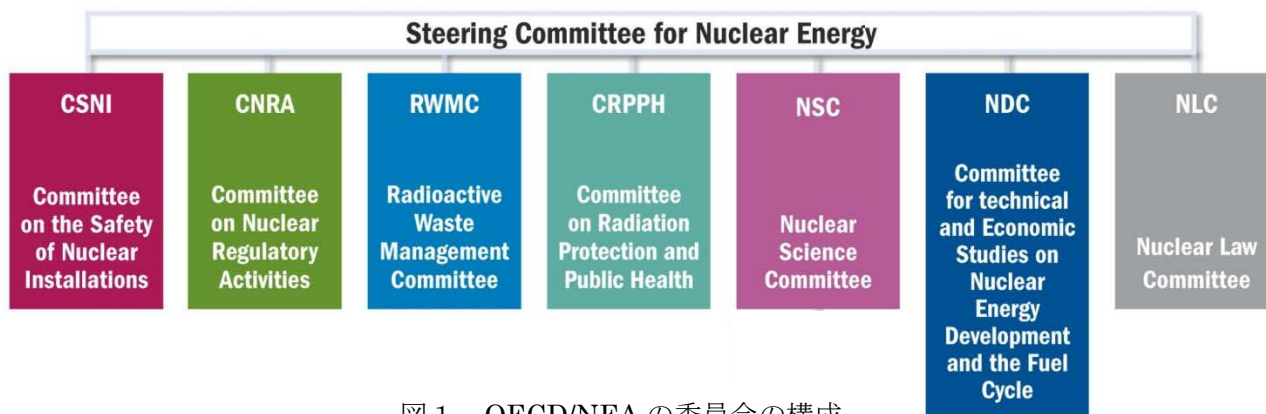 Steering Committee for Nuclear Energy
CSNI
Committee
on the Safety
of Nuclear
Installations
CNRA
Committee
on Nuclear
Regulatory
Activities
RWMC
Radioactive
Waste
Management
Committee
CRPPH
Committee
on Radiation
Protection and
Public Health
NSC
Nuclear
Science
Committee
NDC
Committee
for technical
and Economic
Studies on
Nuclear
Energy
Development
and the Fuel
Cycle
NLC
Nuclear Law
Committee
図1 OECD/NEAの委員会の構成